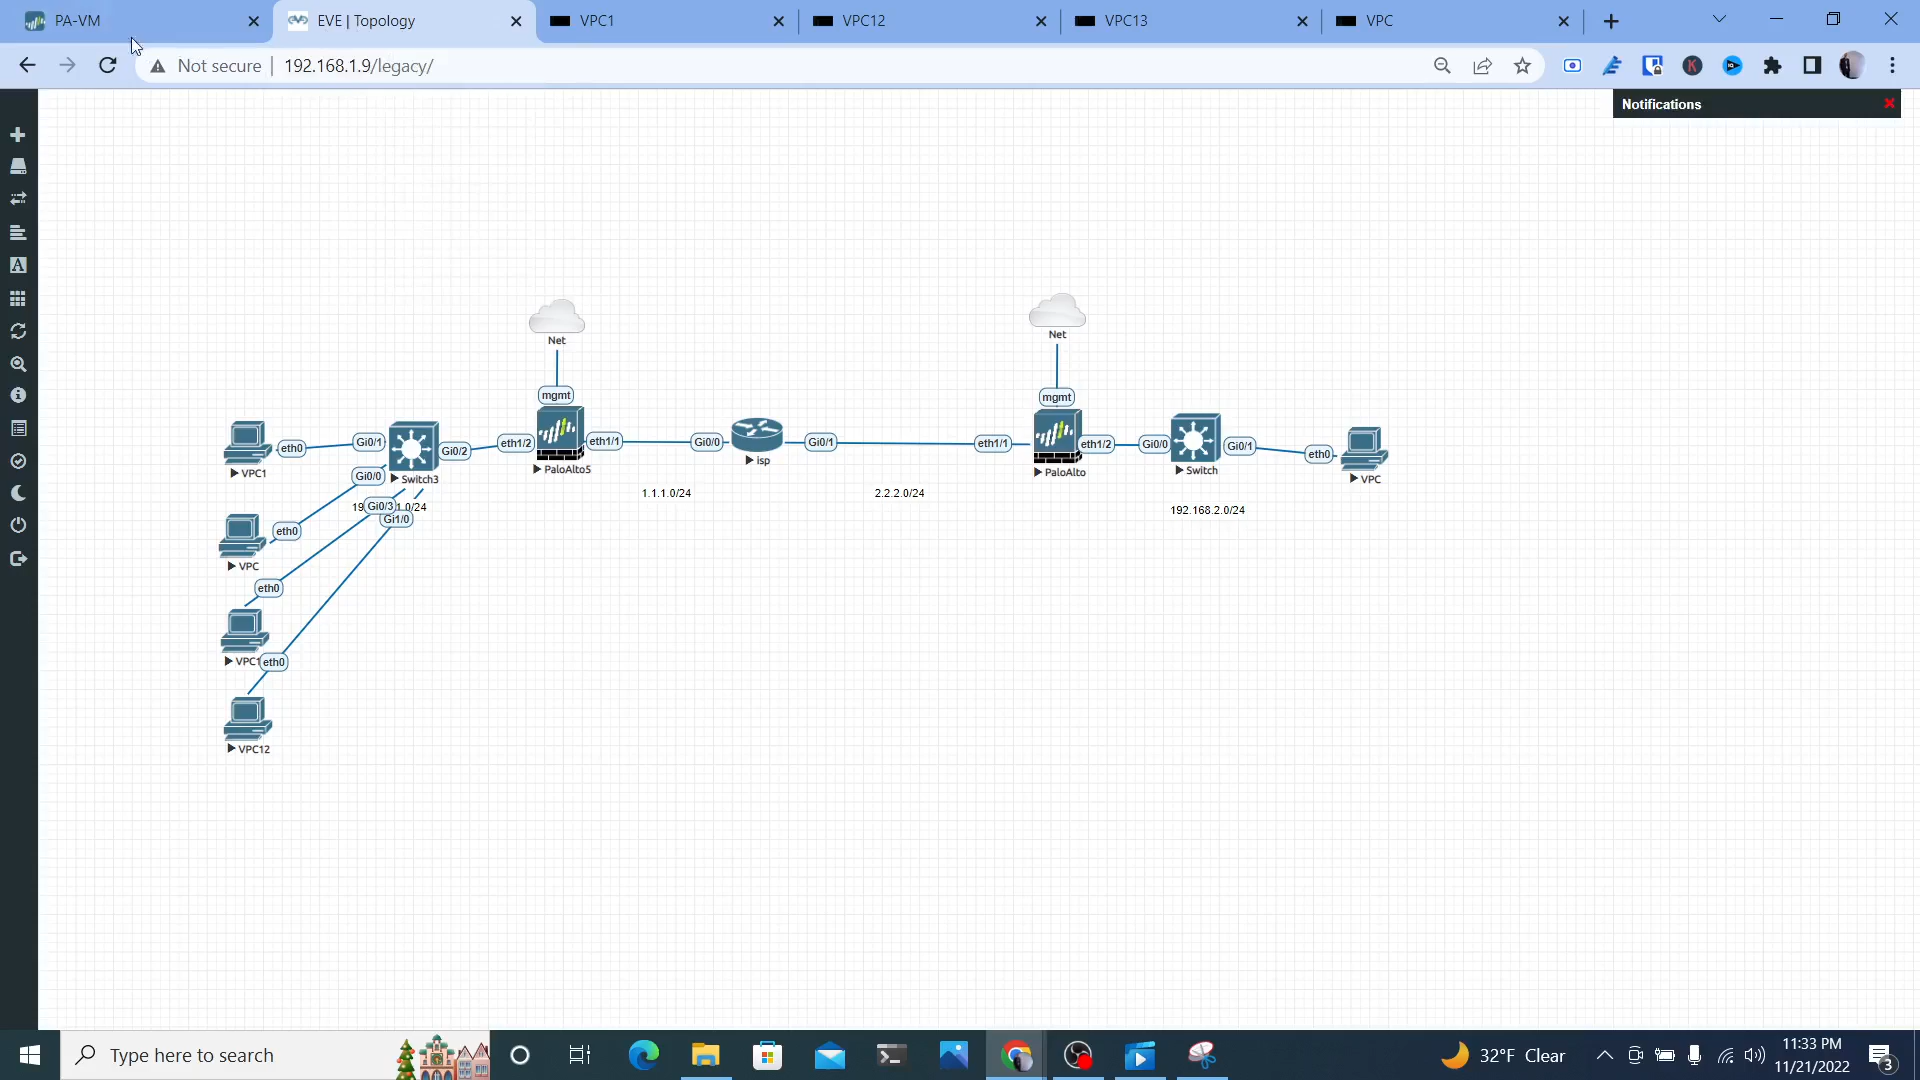 PA-VM
EVE | Topology
VPC1
VPC12
VPC13
VPC
Not secure
192.168.1.9/legacy/
Notifications
Net
Net
mgmt
mgmt
eth0
Gi0/1
Gi0/2
eth1/2
eth1/1
Gi0/0
Gi0/1
eth1/1
eth1/2
Gi0/0
Gi0/1
eth0
VPC1
Switch3
PaloAlto5
isp
PaloAlto
Switch
VPC
Gi0/0
1.1.1.0/24
2.2.2.0/24
192.168.2.0/24
Gi0/3
1.0/24
Gi1/0
eth0
VPC
eth0
eth0
VPC12
Type here to search
32°F Clear
11:33 PM
11/21/2022
3